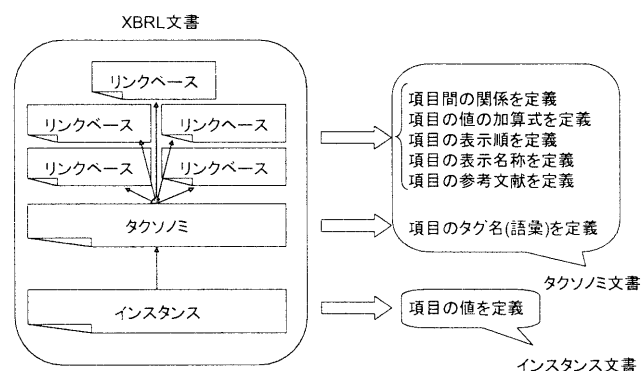 XBRL文書
リンクベース
リンクベース
リンクベース
リンクベース
リンクベース
タクソノミ
インスタンス
項目間の関係を定義
項目の値の加算式を定義
項目の表示順を定義
項目の表示名称を定義
項目の参考文献を定義
項目のタグ名(語彙)を定義
タクソノミ文書
項目の値を定義
インスタンス文書